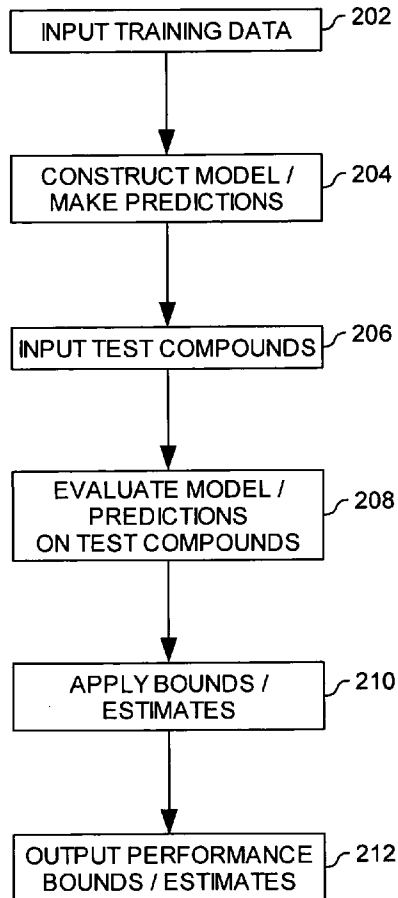 INPUT TRAINING DATA
202
CONSTRUCT MODEL /
MAKE PREDICTIONS
204
INPUT TEST COMPOUNDS
206
EVALUATE MODEL /
PREDICTIONS
ON TEST COMPOUNDS
208
APPLY BOUNDS /
ESTIMATES
210
OUTPUT PERFORMANCE
BOUNDS / ESTIMATES
212